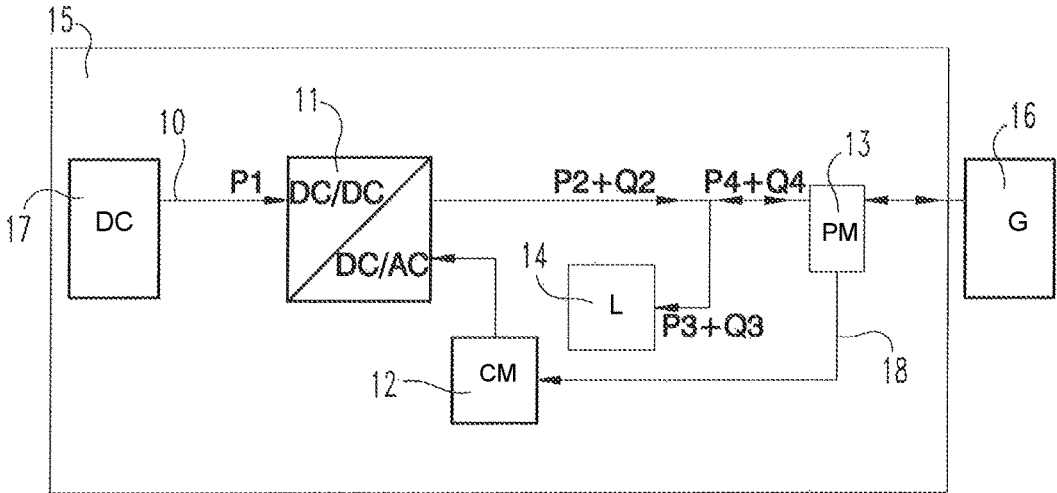 15
10
11
13
16
P1
DC/DC
P2+Q2
P4+Q4
17
DC
DC/AC
PM
G
14
L
P3+Q3
12
CM
18